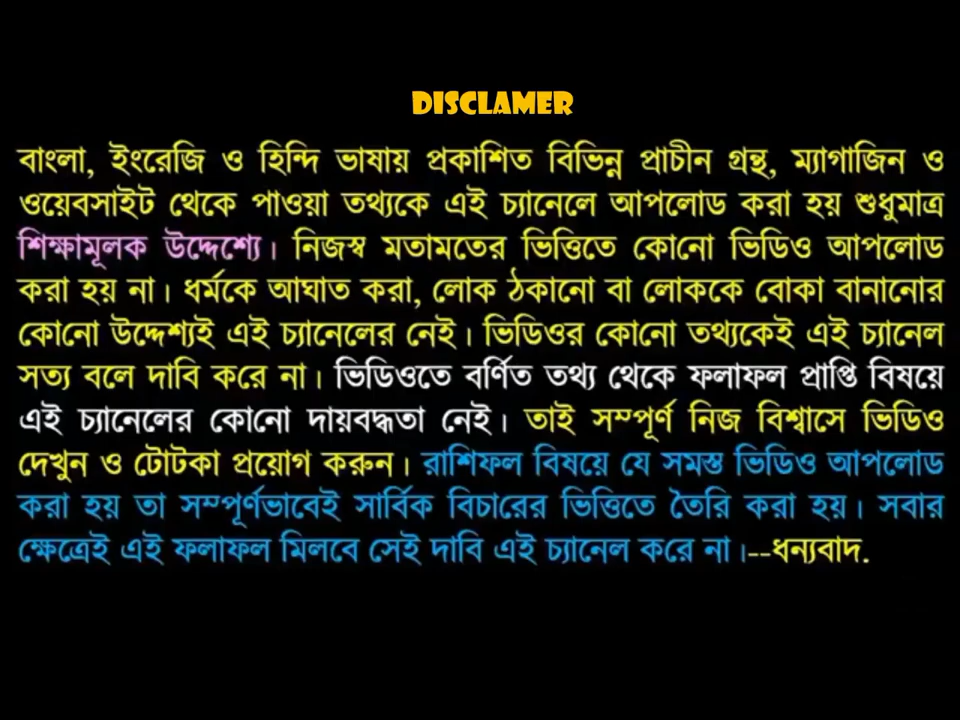 DISCLAMER
বাংলা, ইংরেজি ও হিন্দি ভাষায় প্রকাশিত বিভিন্ন প্রাচীন গ্রন্থ, ম্যাগাজিন ও
ওয়েবসাইট থেকে পাওয়া তথ্যকে এই চ্যানেলে আপলোড করা হয় শুধুমাত্র
শিক্ষামূলক উদ্দেশ্যে। নিজস্ব মতামতের ভিত্তিতে কোনো ভিডিও আপলোড
করা হয় না। ধর্মকে আঘাত করা, লোক ঠকানো বা লোককে বোকা বানানোর
কোনো উদ্দেশ্যই এই চ্যানেলের নেই। ভিডিওর কোনো তথ্যকেই এই চ্যানেল
সত্য বলে দাবি করে না। ভিডিওতে বর্ণিত তথ্য থেকে ফলাফল প্রাপ্তি বিষয়ে
এই চ্যানেলের কোনো দায়বদ্ধতা নেই। তাই সম্পূর্ণ নিজ বিশ্বাসে ভিডিও
দেখুন ও টোটকা প্রয়োগ করুন। রাশিফল বিষয়ে যে সমস্ত ভিডিও আপলোড
করা হয় তা সম্পূর্ণভাবেই সার্বিক বিচারের ভিত্তিতে তৈরি করা হয়। সবার
ক্ষেত্রেই এই ফলাফল মিলবে সেই দাবি এই চ্যানেল করে না।--ধন্যবাদ.